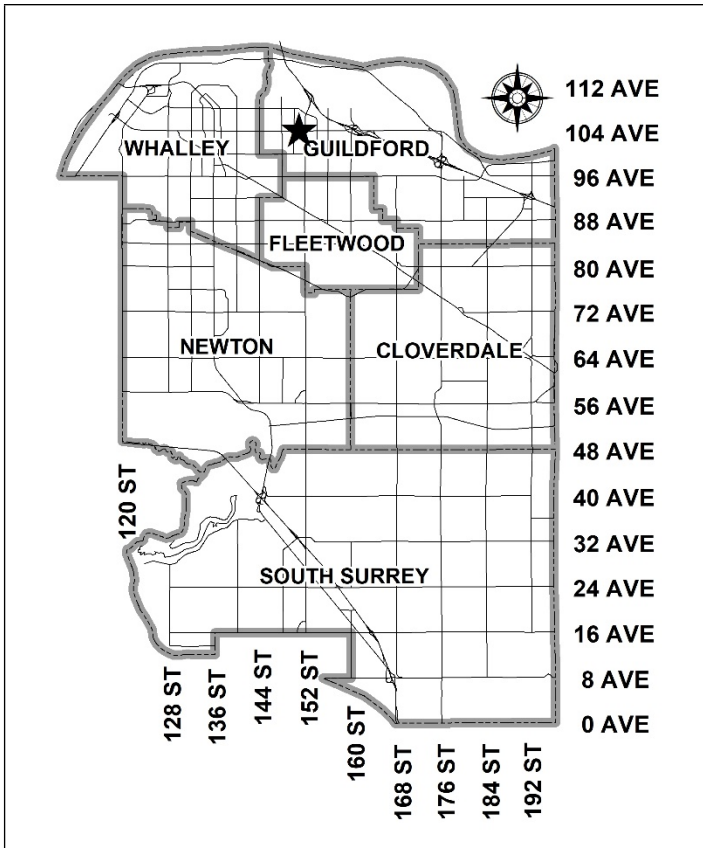 112 AVE
104 AVE
WHALLEY
GUILDFORD
96 AVE
88 AVE
FLEETWOOD
80 AVE
72 AVE
NEWTON
CLOVERDALE
64 AVE
56 AVE
48 AVE
120 ST
40 AVE
32 AVE
SOUTH SURREY
24 AVE
16 AVE
8 AVE
0 AVE
128 ST
136 ST
144 ST
152 ST
160 ST
168 ST
176 ST
184 ST
192 ST